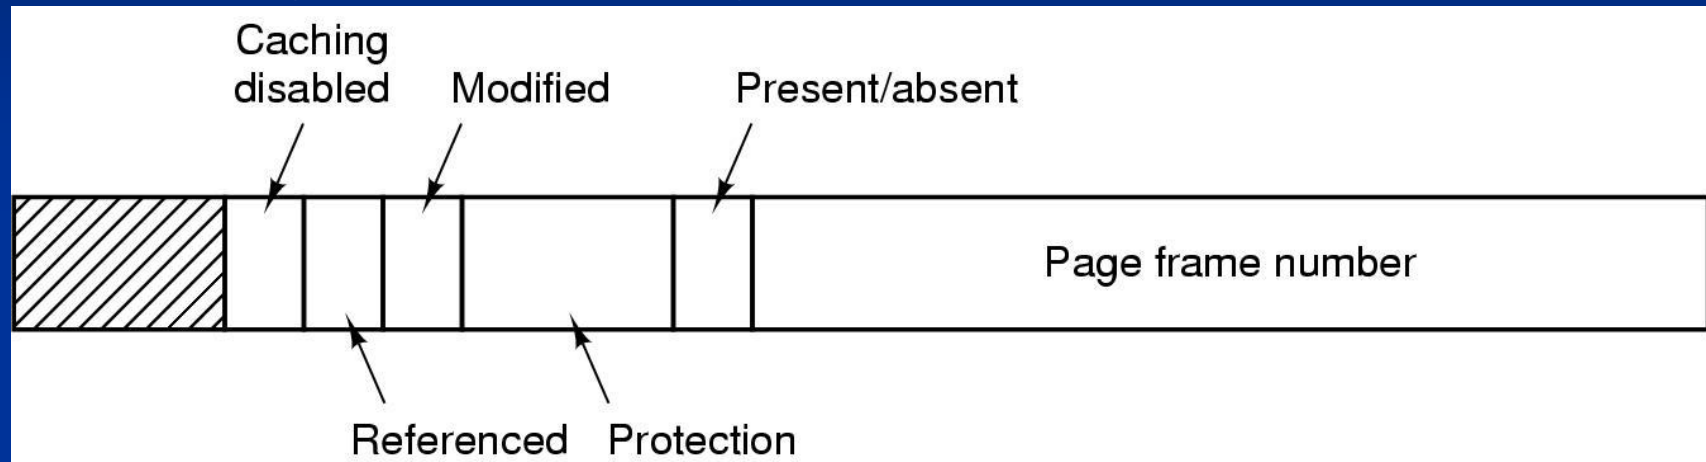 Caching
disabled
Modified
Present/absent
Page frame number
Referenced
Protection